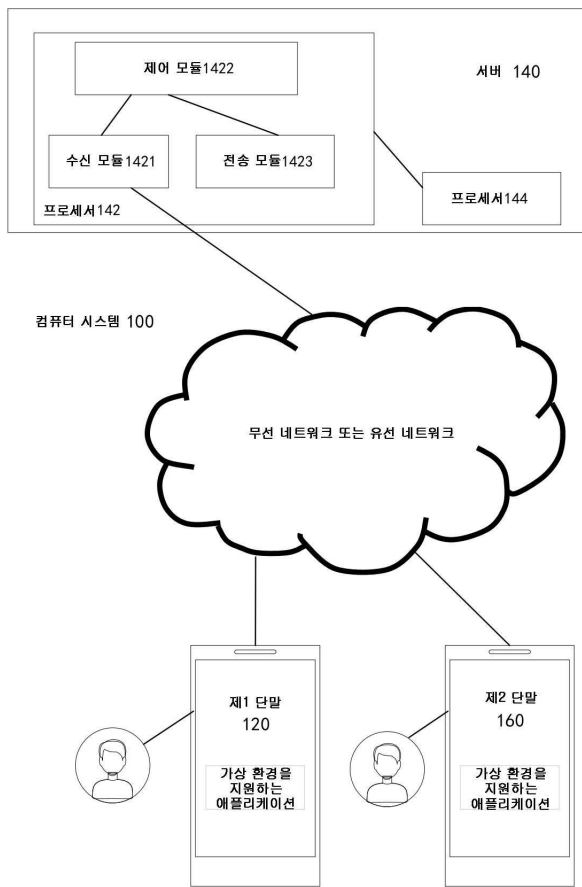 제어 모듈1422
서버 140
수신 모듈1421
전송 모듈1423
프로세서142
프로세서144
컴퓨터 시스템 100
무선 네트워크 또는 유선 네트워크
제1 단말
120
가상 환경을
지원하는
애플리케이션
제2 단말
160
가상 환경을
지원하는
애플리케이션